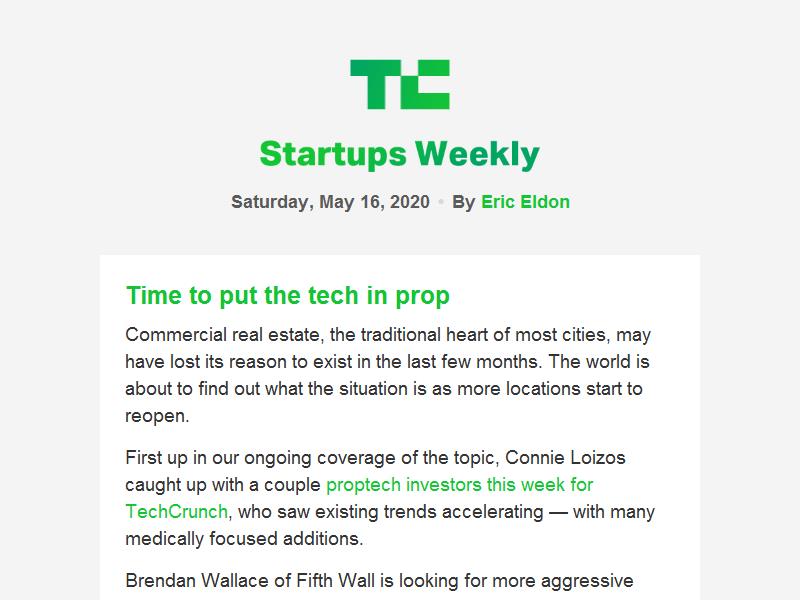 TC
Startups Weekly
Saturday, May 16, 2020 • By Eric Eldon
Time to put the tech in prop
Commercial real estate, the traditional heart of most cities, may
have lost its reason to exist in the last few months. The world is
about to find out what the situation is as more locations start to
reopen.
First up in our ongoing coverage of the topic, Connie Loizos
caught up with a couple proptech investors this week for
TechCrunch, who saw existing trends accelerating — with many
medically focused additions.
Brendan Wallace of Fifth Wall is looking for more aggressive